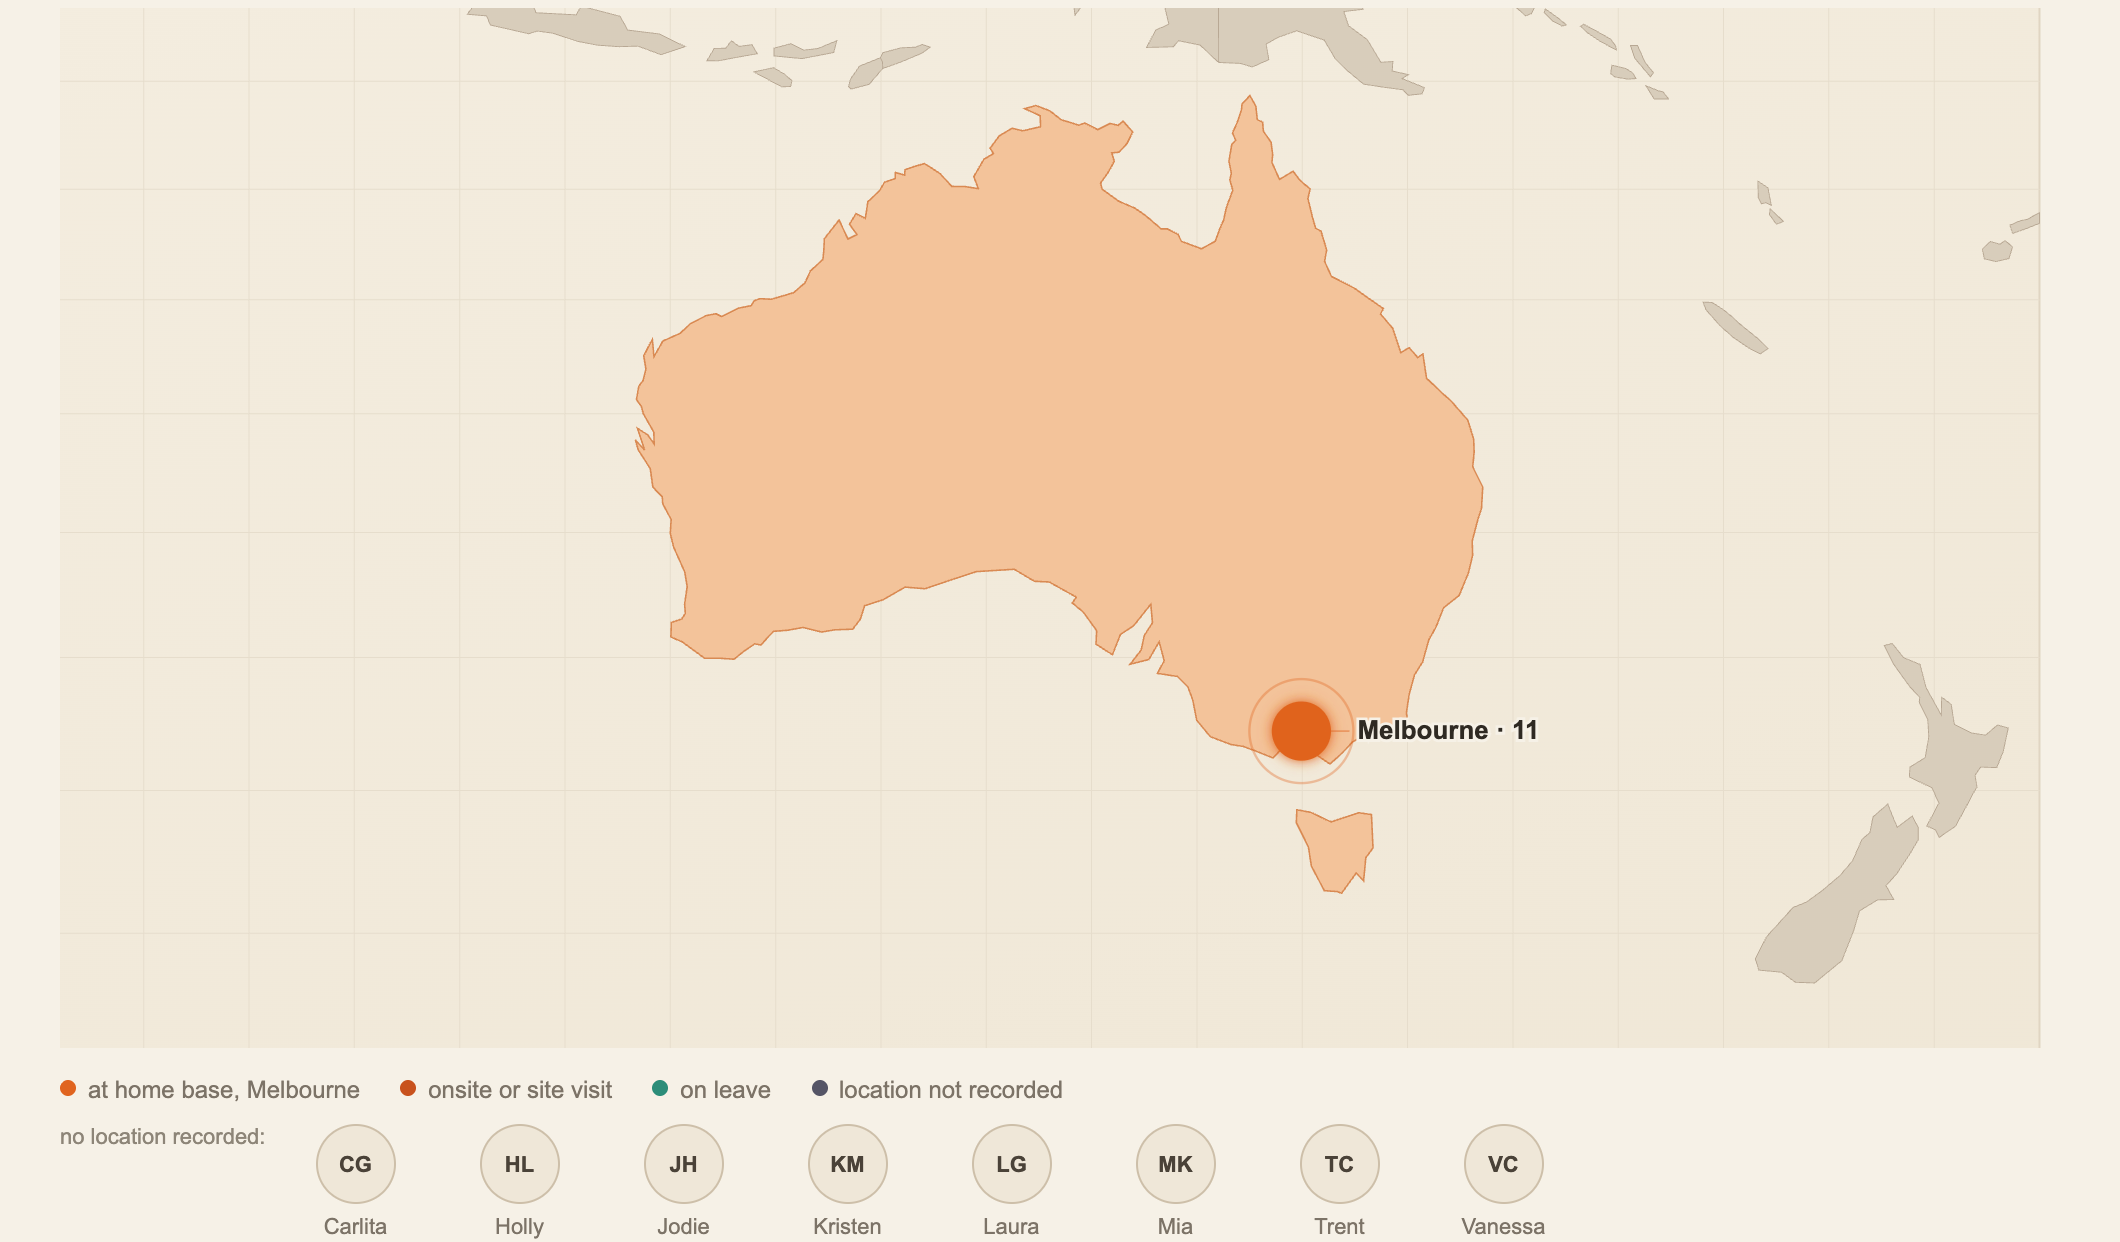 Melbourne · 11
at home base, Melbourne
onsite or site visit
on leave
location not recorded
no location recorded:
CG
HL
JH
KM
LG
MK
TC
VC
Carlita
Holly
Jodie
Kristen
Laura
Mia
Trent
Vanessa